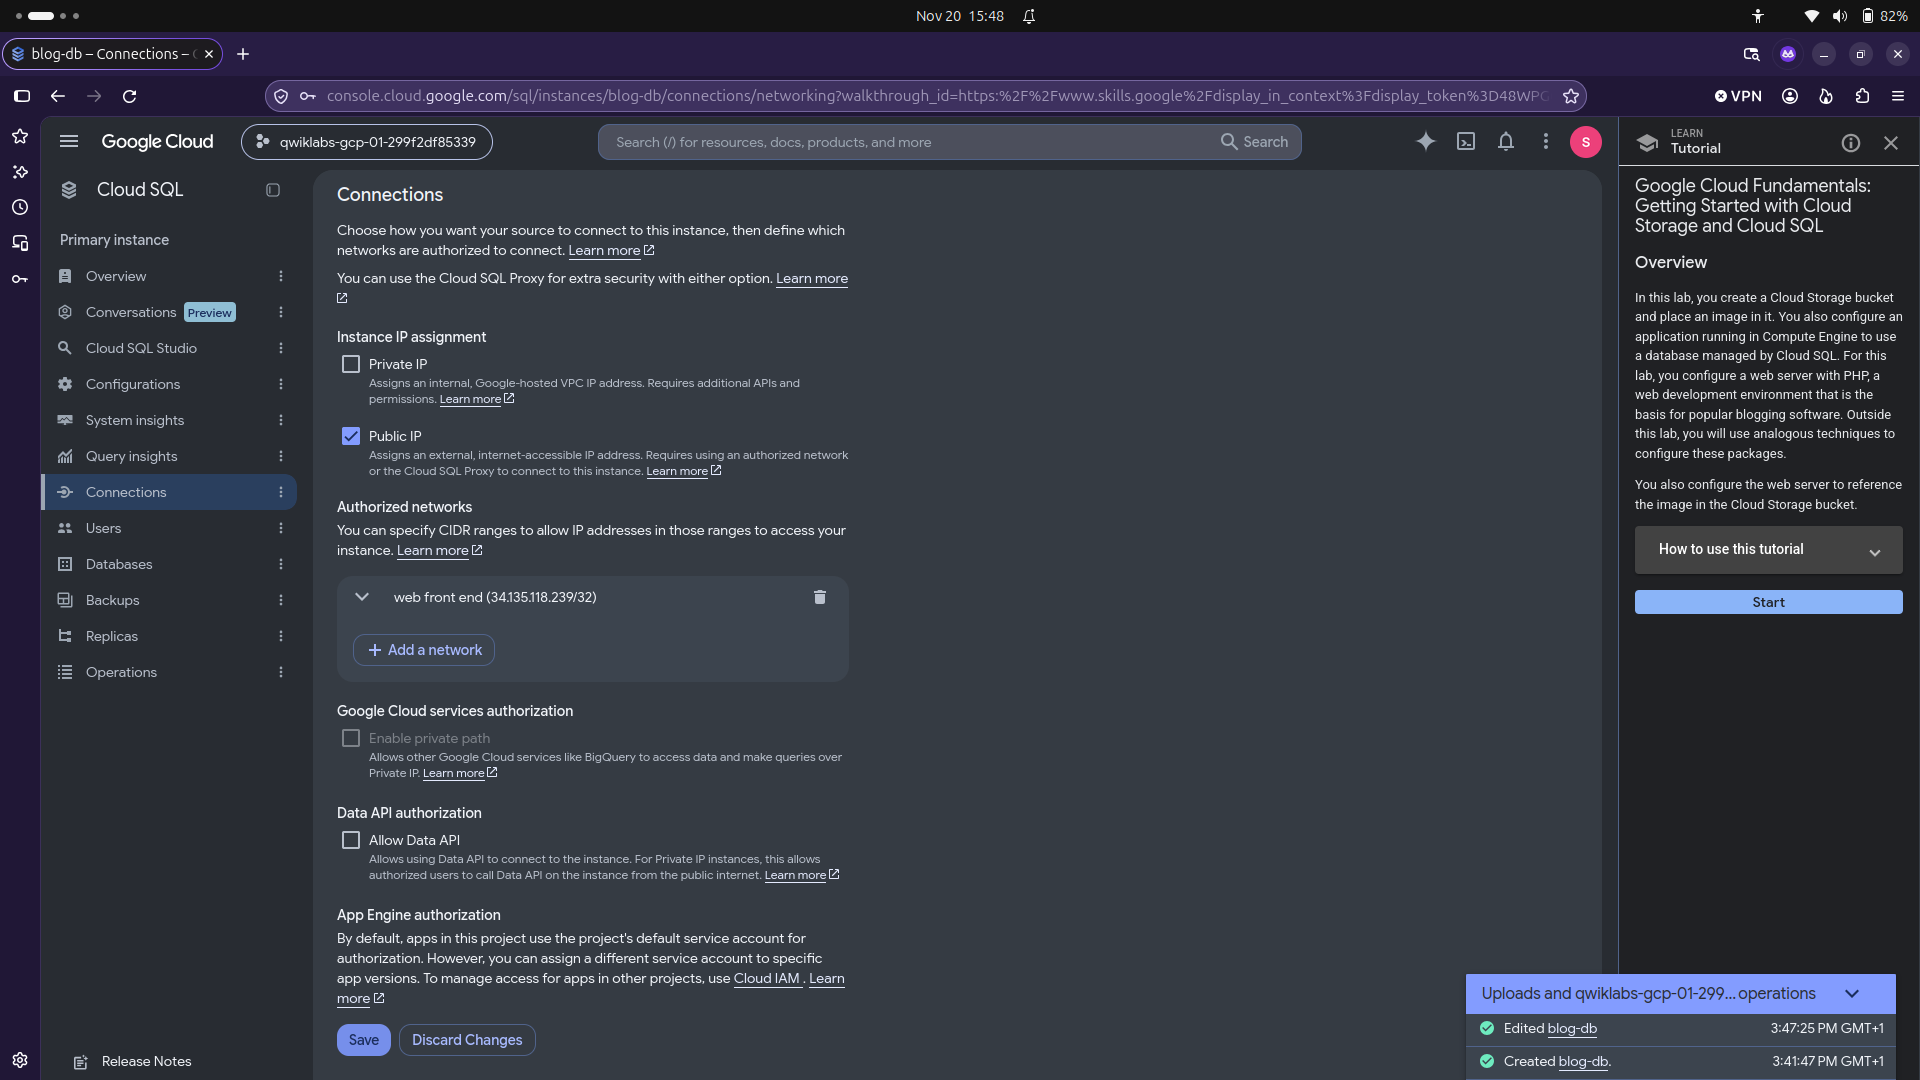 Nov 20 15:48
82%
blog-db – Connections –
console.cloud.google.com/sql/instances/blog-db/connections/networking?walkthrough_id=https:%2F%2Fwww.skills.google%2Fdisplay_in_context%3Fdisplay_token%3D48WPG
VPN
Google Cloud
qwiklabs-gcp-01-299f2df85339
Search (/) for resources, docs, products, and more
Search
S
Cloud SQL
Primary instance
Overview
Conversations Preview
Cloud SQL Studio
Configurations
System insights
Query insights
Connections
Users
Databases
Backups
Replicas
Operations
Release Notes
Connections
Choose how you want your source to connect to this instance, then define which
networks are authorized to connect. Learn more
You can use the Cloud SQL Proxy for extra security with either option. Learn more
Instance IP assignment
Private IP
Assigns an internal, Google-hosted VPC IP address. Requires additional APIs and
permissions. Learn more
Public IP
Assigns an external, internet-accessible IP address. Requires using an authorized network
or the Cloud SQL Proxy to connect to this instance. Learn more
Authorized networks
You can specify CIDR ranges to allow IP addresses in those ranges to access your
instance. Learn more
web front end (34.135.118.239/32)
Add a network
Google Cloud services authorization
Enable private path
Allows other Google Cloud services like BigQuery to access data and make queries over
Private IP. Learn more
Data API authorization
Allow Data API
Allows using Data API to connect to the instance. For Private IP instances, this allows
authorized users to call Data API on the instance from the public internet. Learn more
App Engine authorization
By default, apps in this project use the project's default service account for
authorization. However, you can assign a different service account to specific
app versions. To manage access for apps in other projects, use Cloud IAM . Learn
more
Save
Discard Changes
LEARN
Tutorial
Google Cloud Fundamentals:
Getting Started with Cloud
Storage and Cloud SQL
Overview
In this lab, you create a Cloud Storage bucket
and place an image in it. You also configure an
application running in Compute Engine to use
a database managed by Cloud SQL. For this
lab, you configure a web server with PHP, a
web development environment that is the
basis for popular blogging software. Outside
this lab, you will use analogous techniques to
configure these packages.
You also configure the web server to reference
the image in the Cloud Storage bucket.
How to use this tutorial
Start
Uploads and qwiklabs-gcp-01-299... operations
Edited blog-db 3:47:25 PM GMT+1
Created blog-db. 3:41:47 PM GMT+1